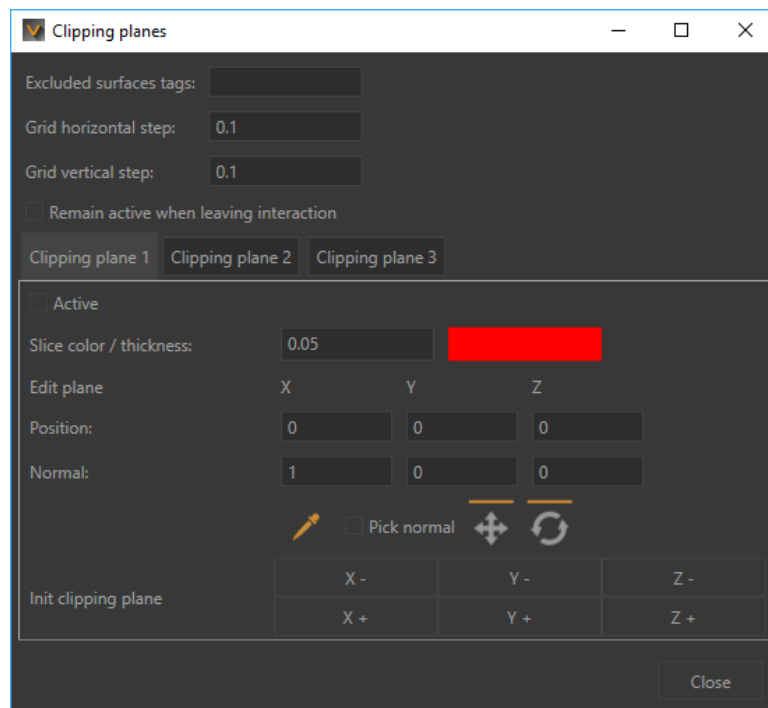 Clipping planes
Excluded surfaces tags:
Grid horizontal step: 0.1
Grid vertical step: 0.1
Remain active when leaving interaction
Clipping plane 1 Clipping plane 2 Clipping plane 3
Active
Slice color / thickness: 0.05
Edit plane X Y Z
Position: 0 0 0
Normal: 1 0 0
Pick normal
X - Y - Z -
Init clipping plane
X + Y + Z +
Close